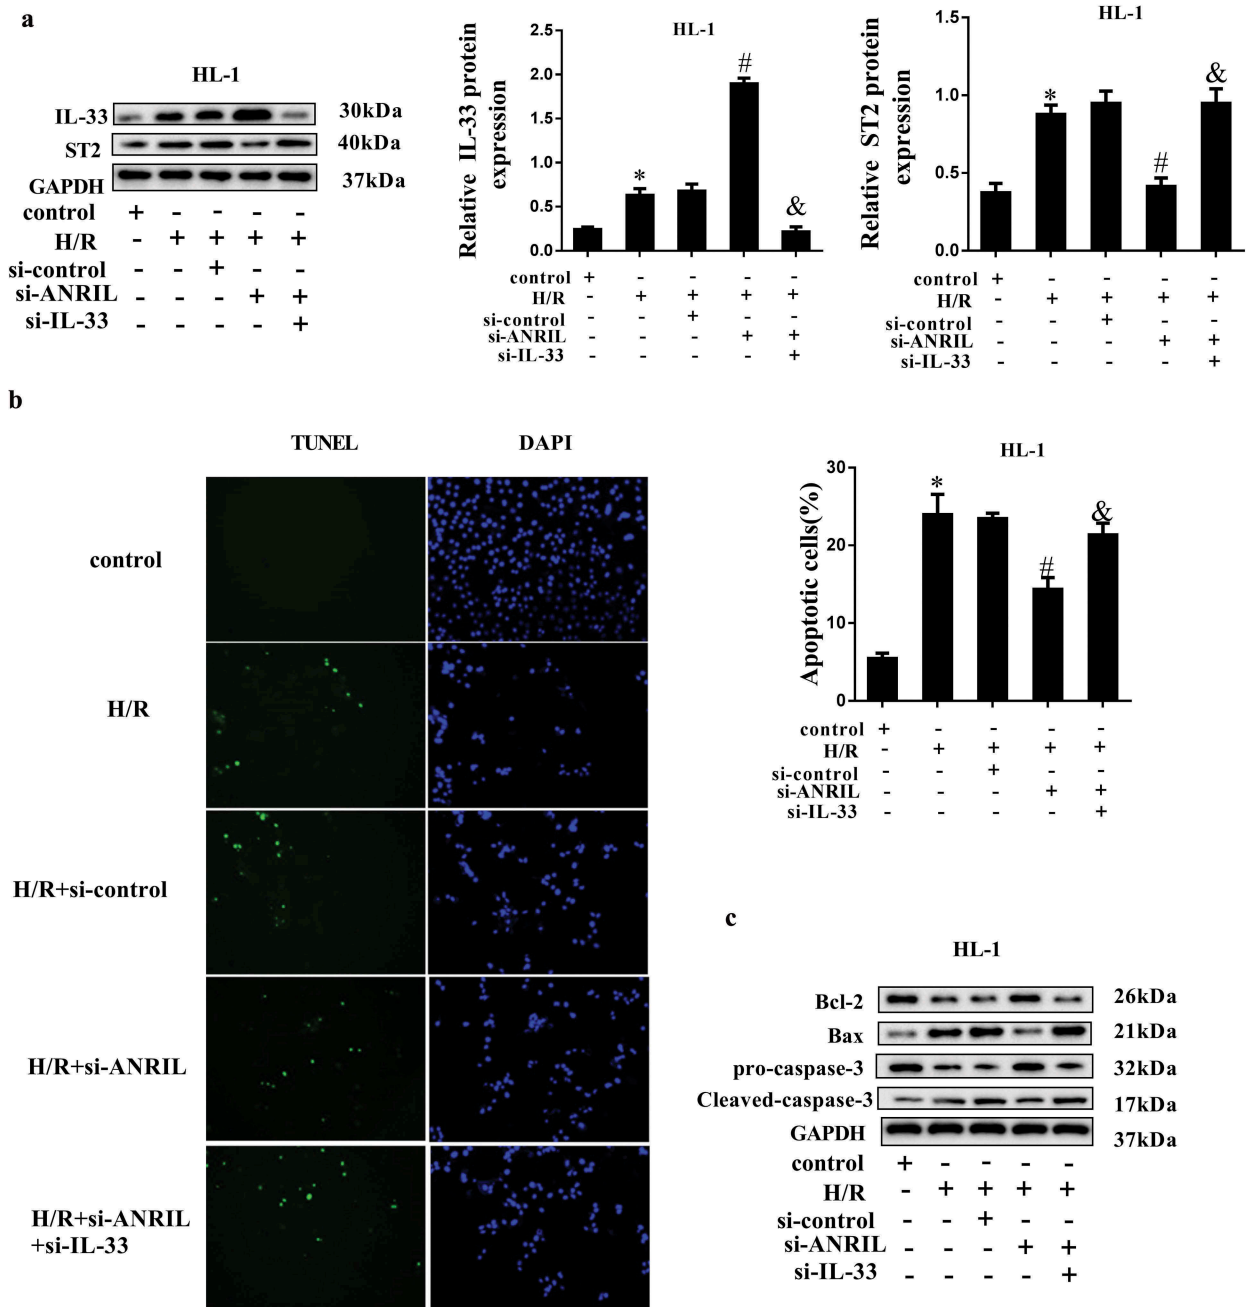 a
HL-1
IL-33 30kDa
ST2 40kDa
GAPDH 37kDa
control + - - - -
H/R - + + + +
si-control - - + - -
si-ANRIL - - - + +
si-IL-33 - - - - +
HL-1
Relative IL-33 protein
expression
2.5
2.0
1.5
1.0
0.5
0.0
* # &
control + - - - -
H/R - + + + +
si-control - - + - -
si-ANRIL - - - + +
si-IL-33 - - - - +
HL-1
Relative ST2 protein
expression
1.5
1.0
0.5
0.0
* # &
control + - - - -
H/R - + + + +
si-control - - + - -
si-ANRIL - - - + +
si-IL-33 - - - - +
b
TUNEL DAPI
control
H/R
H/R+si-control
H/R+si-ANRIL
H/R+si-ANRIL
+si-IL-33
HL-1
Apoptotic cells(%)
30
20
10
0
* # &
control + - - - -
H/R - + + + +
si-control - - + - -
si-ANRIL - - - + +
si-IL-33 - - - - +
c
HL-1
Bcl-2 26kDa
Bax 21kDa
pro-caspase-3 32kDa
Cleaved-caspase-3 17kDa
GAPDH 37kDa
control + - - - -
H/R - + + + +
si-control - - + - -
si-ANRIL - - - + +
si-IL-33 - - - - +